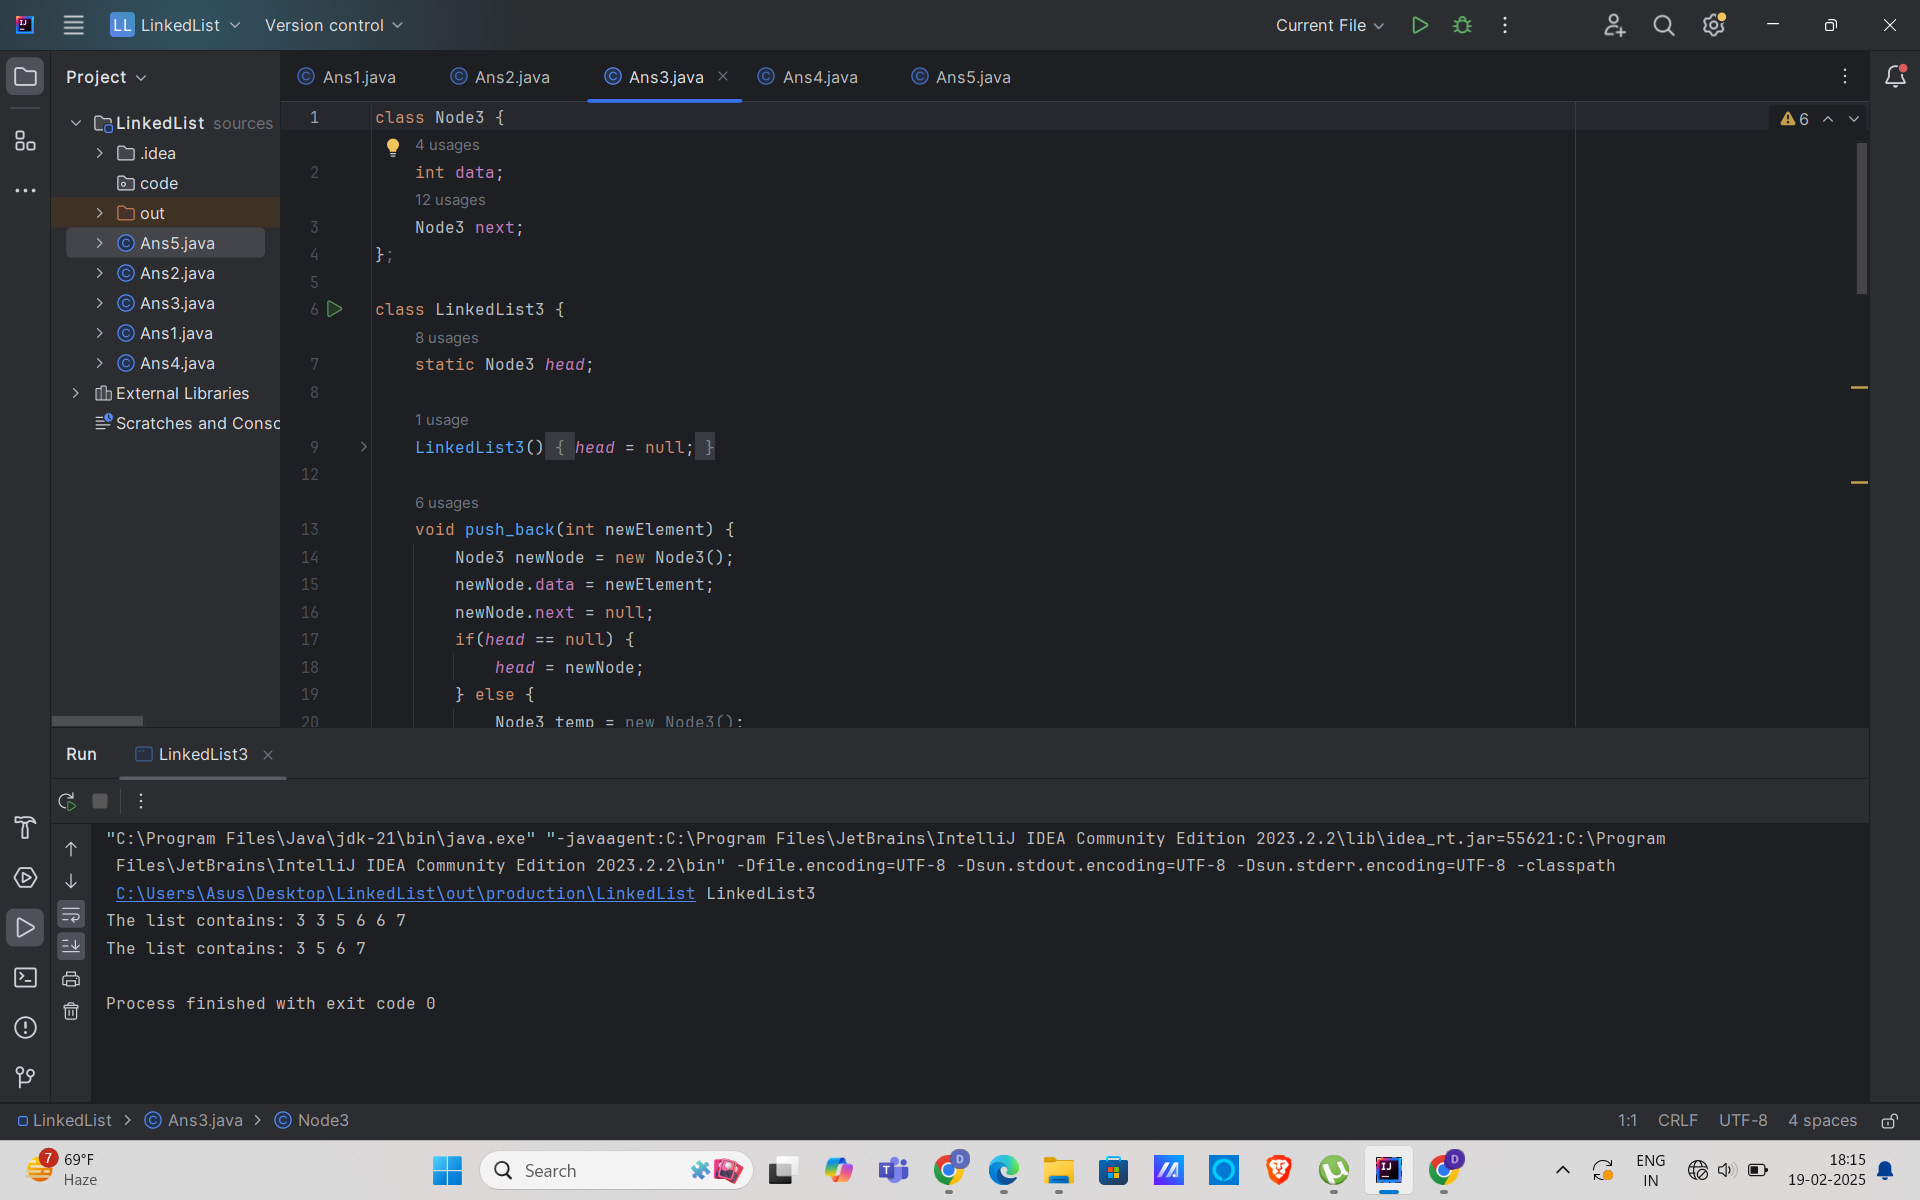 LL LinkedList Version control Current File
Project Ans1.java Ans2.java Ans3.java Ans4.java Ans5.java
LinkedList sources
.idea
code
out
Ans5.java
Ans2.java
Ans3.java
Ans1.java
Ans4.java
External Libraries
Scratches and Consc
6
1 class Node3 {
4 usages
2 int data;
12 usages
3 Node3 next;
4 };
5
6 class LinkedList3 {
8 usages
7 static Node3 head;
8
1 usage
9 LinkedList3() { head = null; }
12
6 usages
13 void push_back(int newElement) {
14 Node3 newNode = new Node3();
15 newNode.data = newElement;
16 newNode.next = null;
17 if(head == null) {
18 head = newNode;
19 } else {
20 Node3 temp = new Node3();
Run LinkedList3
"C:\Program Files\Java\jdk-21\bin\java.exe" "-javaagent:C:\Program Files\JetBrains\IntelliJ IDEA Community Edition 2023.2.2\lib\idea_rt.jar=55621:C:\Program
Files\JetBrains\IntelliJ IDEA Community Edition 2023.2.2\bin" -Dfile.encoding=UTF-8 -Dsun.stdout.encoding=UTF-8 -Dsun.stderr.encoding=UTF-8 -classpath
C:\Users\Asus\Desktop\LinkedList\out\production\LinkedList LinkedList3
The list contains: 3 3 5 6 6 7
The list contains: 3 5 6 7
Process finished with exit code 0
LinkedList > Ans3.java > Node3 1:1 CRLF UTF-8 4 spaces
7 69°F
Haze
Search
D
D
ENG
IN
18:15
19-02-2025